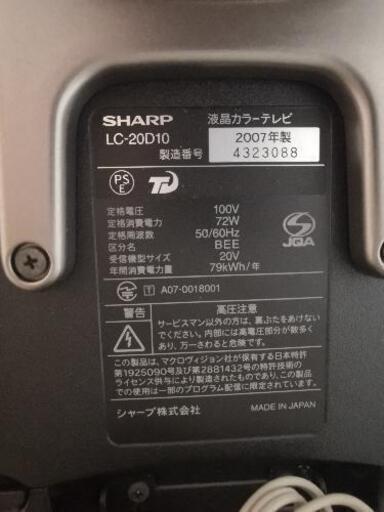 SHARP 液晶カラーテレビ
LC-20D10 2007年製
製造番号 4323088
PS
E
定格電圧 100V
定格消費電力 72W
定格周波数 50/60Hz
区分名 BEE
受信機型サイズ 20V
年間消費電力量 79kWh/年
JQA
T A07-0018001
警告 高圧注意
サービスマン以外の方は、裏ぶたをあけない
でください。内部には高電圧部分が数多く
あり、万一さわると危険です。
この製品は、マクロヴィジョン社が保有する日本特許
第1925090号及び第2881432号の特許技術の
ライセンス供与により製造されたものであり、この製品
での使用は一部のプログラム配信に限定されます。
シャープ株式会社 MADE IN JAPAN